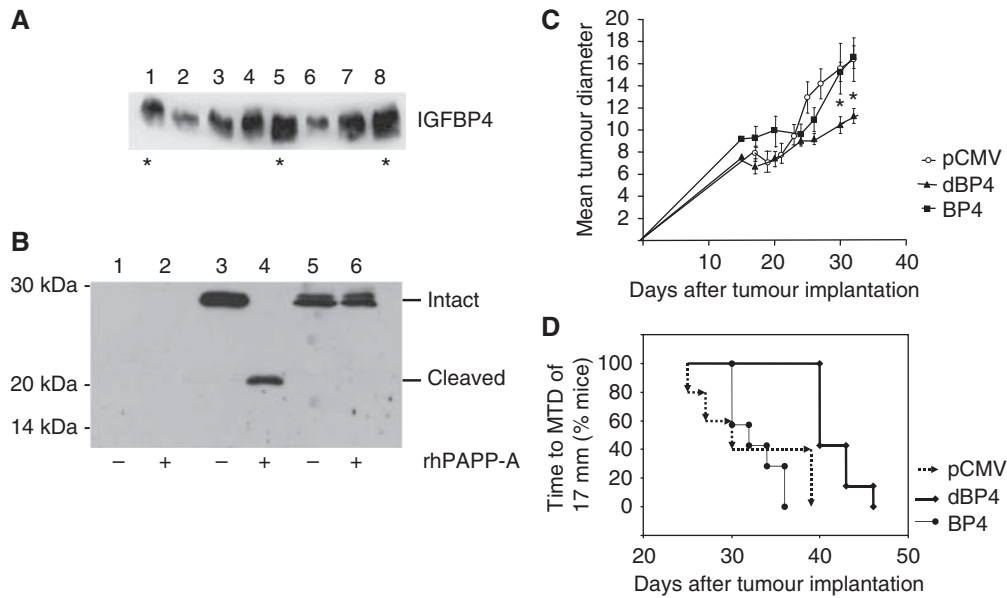 A
1 2 3 4 5 6 7 8
IGFBP4
* * *
B
1 2 3 4 5 6
30 kDa
20 kDa
14 kDa
Intact
Cleaved
– + – + – + rhPAPP-A
C
Mean tumour diameter
20
18
16
14
12
10
8
6
4
2
* *
10 20 30 40
Days after tumour implantation
pCMV
dBP4
BP4
D
Time to MTD of
17 mm (% mice)
100
80
60
40
20
0
20 30 40 50
Days after tumour implantation
pCMV
dBP4
BP4